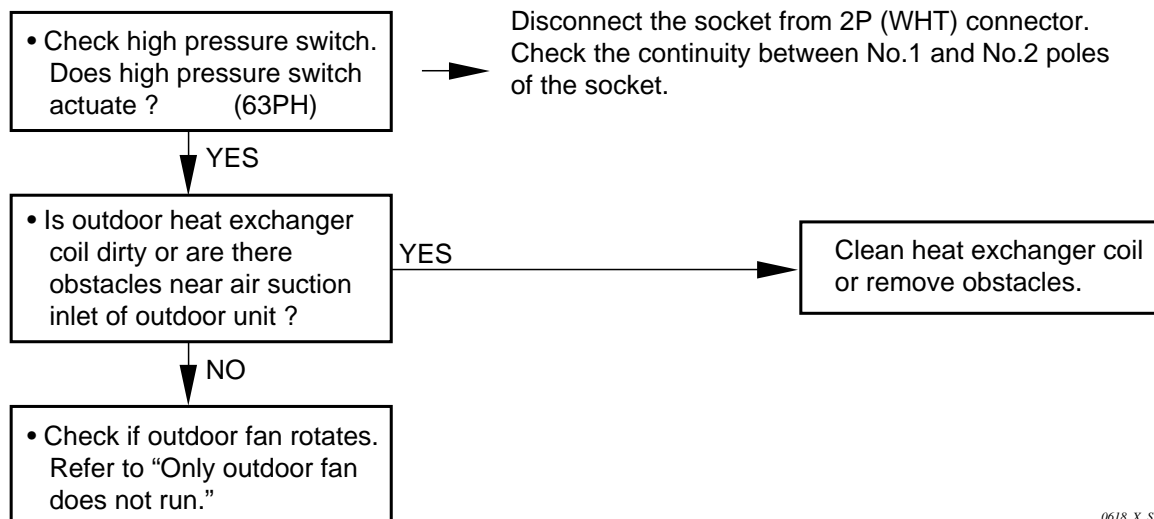 • Check high pressure switch.
Does high pressure switch
actuate ? (63PH)
Disconnect the socket from 2P (WHT) connector.
Check the continuity between No.1 and No.2 poles
of the socket.
YES
• Is outdoor heat exchanger
coil dirty or are there
obstacles near air suction
inlet of outdoor unit ?
YES
Clean heat exchanger coil
or remove obstacles.
NO
• Check if outdoor fan rotates.
Refer to “Only outdoor fan
does not run.”
0618_X_S